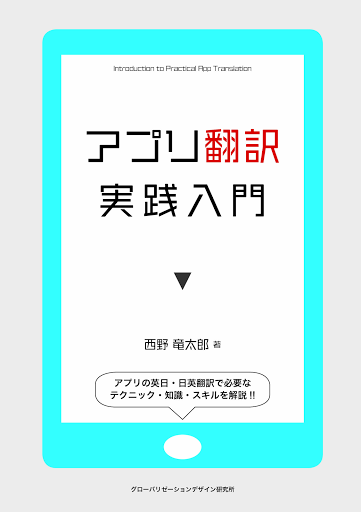 Introduction to Practical App Translation
アプリ翻訳
実践入門
西野 竜太郎 著
アプリの英日・日英翻訳で必要な
テクニック・知識・スキルを解説 !!
グローバリゼーションデザイン研究所